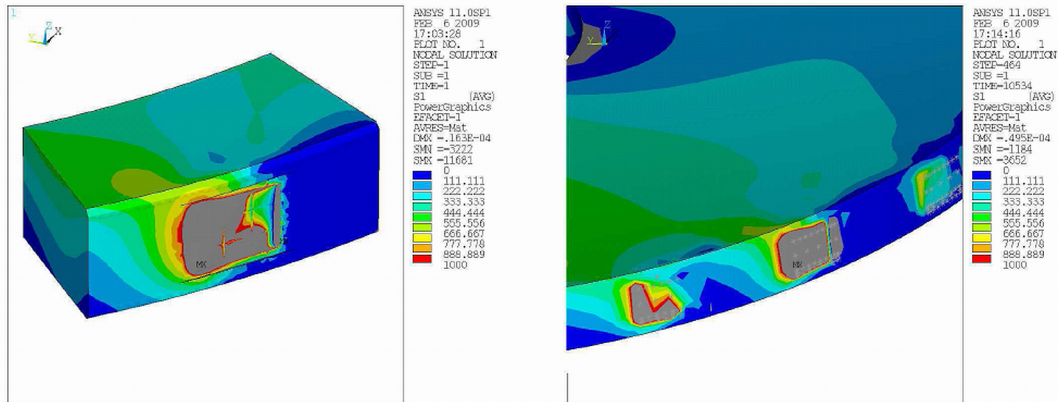 1
Z
X
Y
MX
ANSYS 11.0SP1
FEB 6 2009
17:03:28
PLOT NO. 1
NODAL SOLUTION
STEP=1
SUB =1
TIME=1
S1 (AVG)
PowerGraphics
EFACET=1
AVRES=Mat
DMX =.163E-04
SMN =-3222
SMX =11681
0
111.111
222.222
333.333
444.444
555.556
666.667
777.778
888.889
1000
Z
Y
MX
ANSYS 11.0SP1
FEB 6 2009
17:14:16
PLOT NO. 1
NODAL SOLUTION
STEP=464
SUB =1
TIME=10534
S1 (AVG)
PowerGraphics
EFACET=1
AVRES=Mat
DMX =.495E-04
SMN =-1184
SMX =3652
0
111.111
222.222
333.333
444.444
555.556
666.667
777.778
888.889
1000